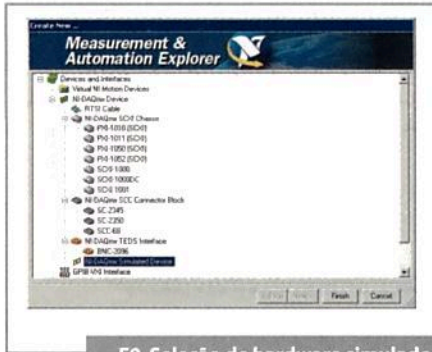 Create New ...
Measurement &
Automation Explorer
Devices and Interfaces
Virtual NI Motion Devices
NI-DAQmx Device
RTSI Cable
NI-DAQmx SCXI Chassis
PXI-1010 (SCXI)
PXI-1011 (SCXI)
PXI-1050 (SCXI)
PXI-1052 (SCXI)
SCXI-1000
SCXI-1000DC
SCXI-1001
NI-DAQmx SCC Connector Block
SC-2345
SC-2350
SCC-68
NI-DAQmx TEDS Interface
BNC-2096
NI-DAQmx Simulated Device
GPIB-VXI Interface
Finish
Cancel